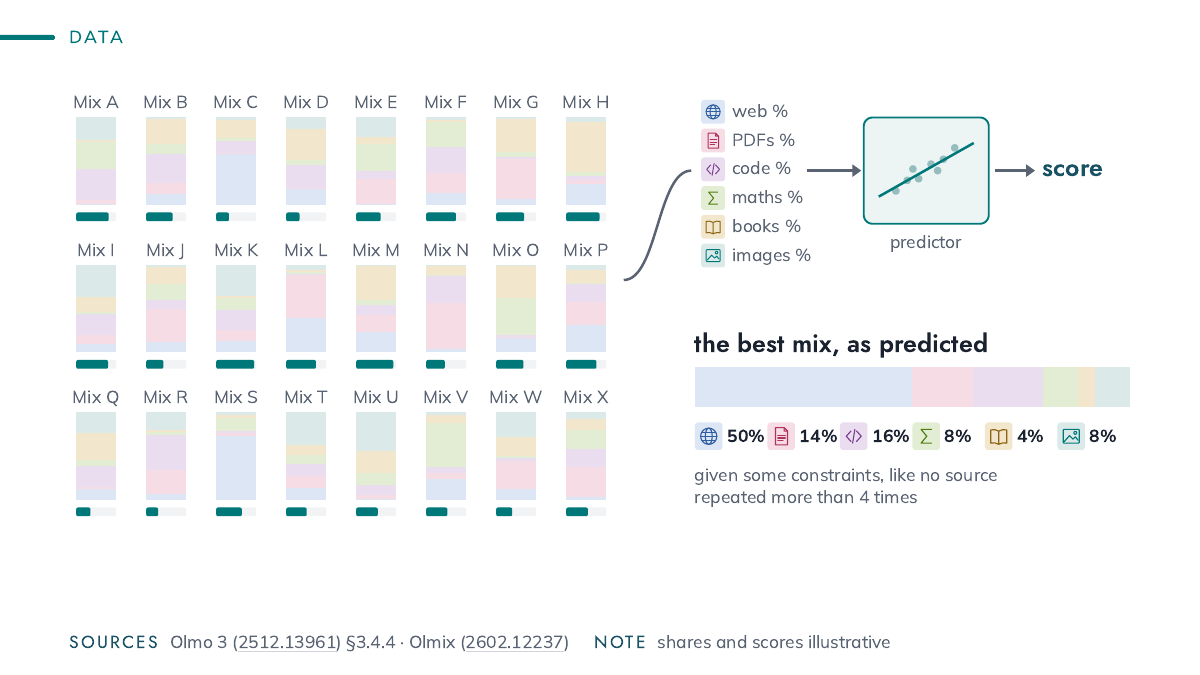 DATA
Mix A Mix B Mix C Mix D Mix E Mix F Mix G Mix H
Mix I Mix J Mix K Mix L Mix M Mix N Mix O Mix P
Mix Q Mix R Mix S Mix T Mix U Mix V Mix W Mix X
web %
PDFs %
code %
maths %
books %
images %
predictor
score
the best mix, as predicted
50% 14% 16% 8% 4% 8%
given some constraints, like no source
repeated more than 4 times
SOURCES Olmo 3 (2512.13961) §3.4.4 · Olmix (2602.12237) NOTE shares and scores illustrative